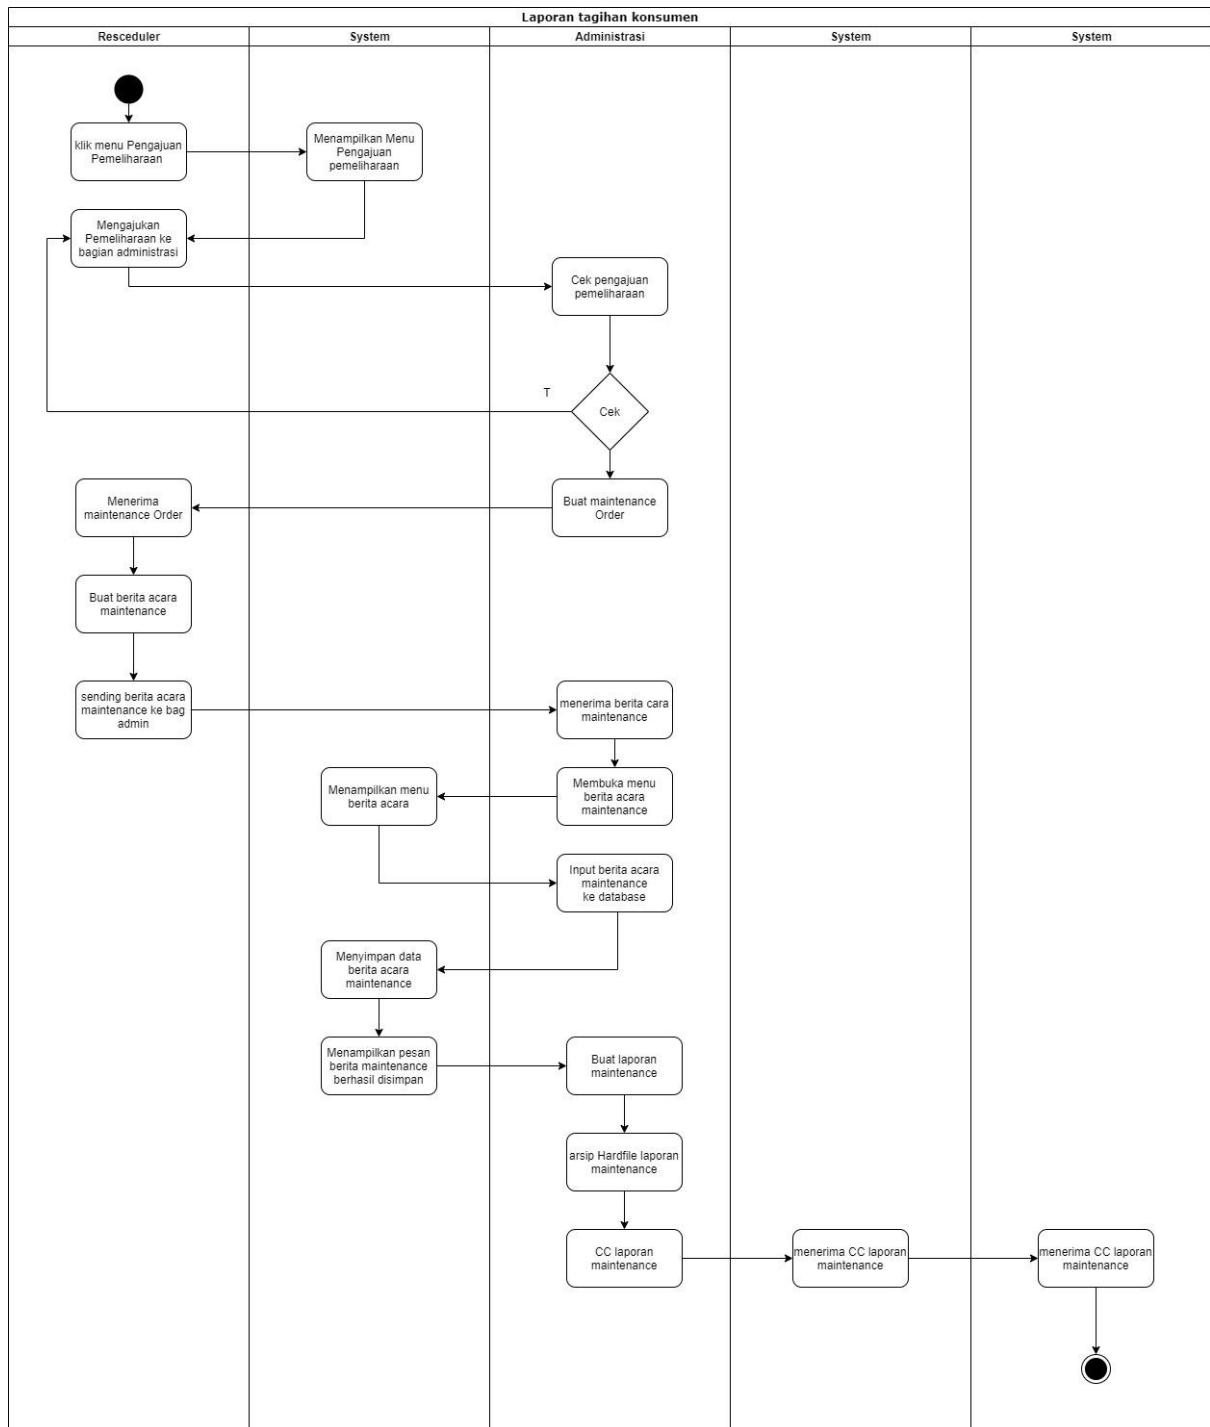 Laporan tagihan konsumen
Resceduler
System
Administrasi
System
System
klik menu Pengajuan
Pemeliharaan
Menampilkan Menu
Pengajuan
pemeliharaan
Mengajukan
Pemeliharaan ke
bagian administrasi
Cek pengajuan
pemeliharaan
T
Cek
Menerima
maintenance Order
Buat maintenance
Order
Buat berita acara
maintenance
sending berita acara
maintenance ke bag
admin
menerima berita cara
maintenance
Menampilkan menu
berita acara
Membuka menu
berita acara
maintenance
Input berita acara
maintenance
ke database
Menyimpan data
berita acara
maintenance
Menampilkan pesan
berita maintenance
berhasil disimpan
Buat laporan
maintenance
arsip Hardfile laporan
maintenance
CC laporan
maintenance
menerima CC laporan
maintenance
menerima CC laporan
maintenance